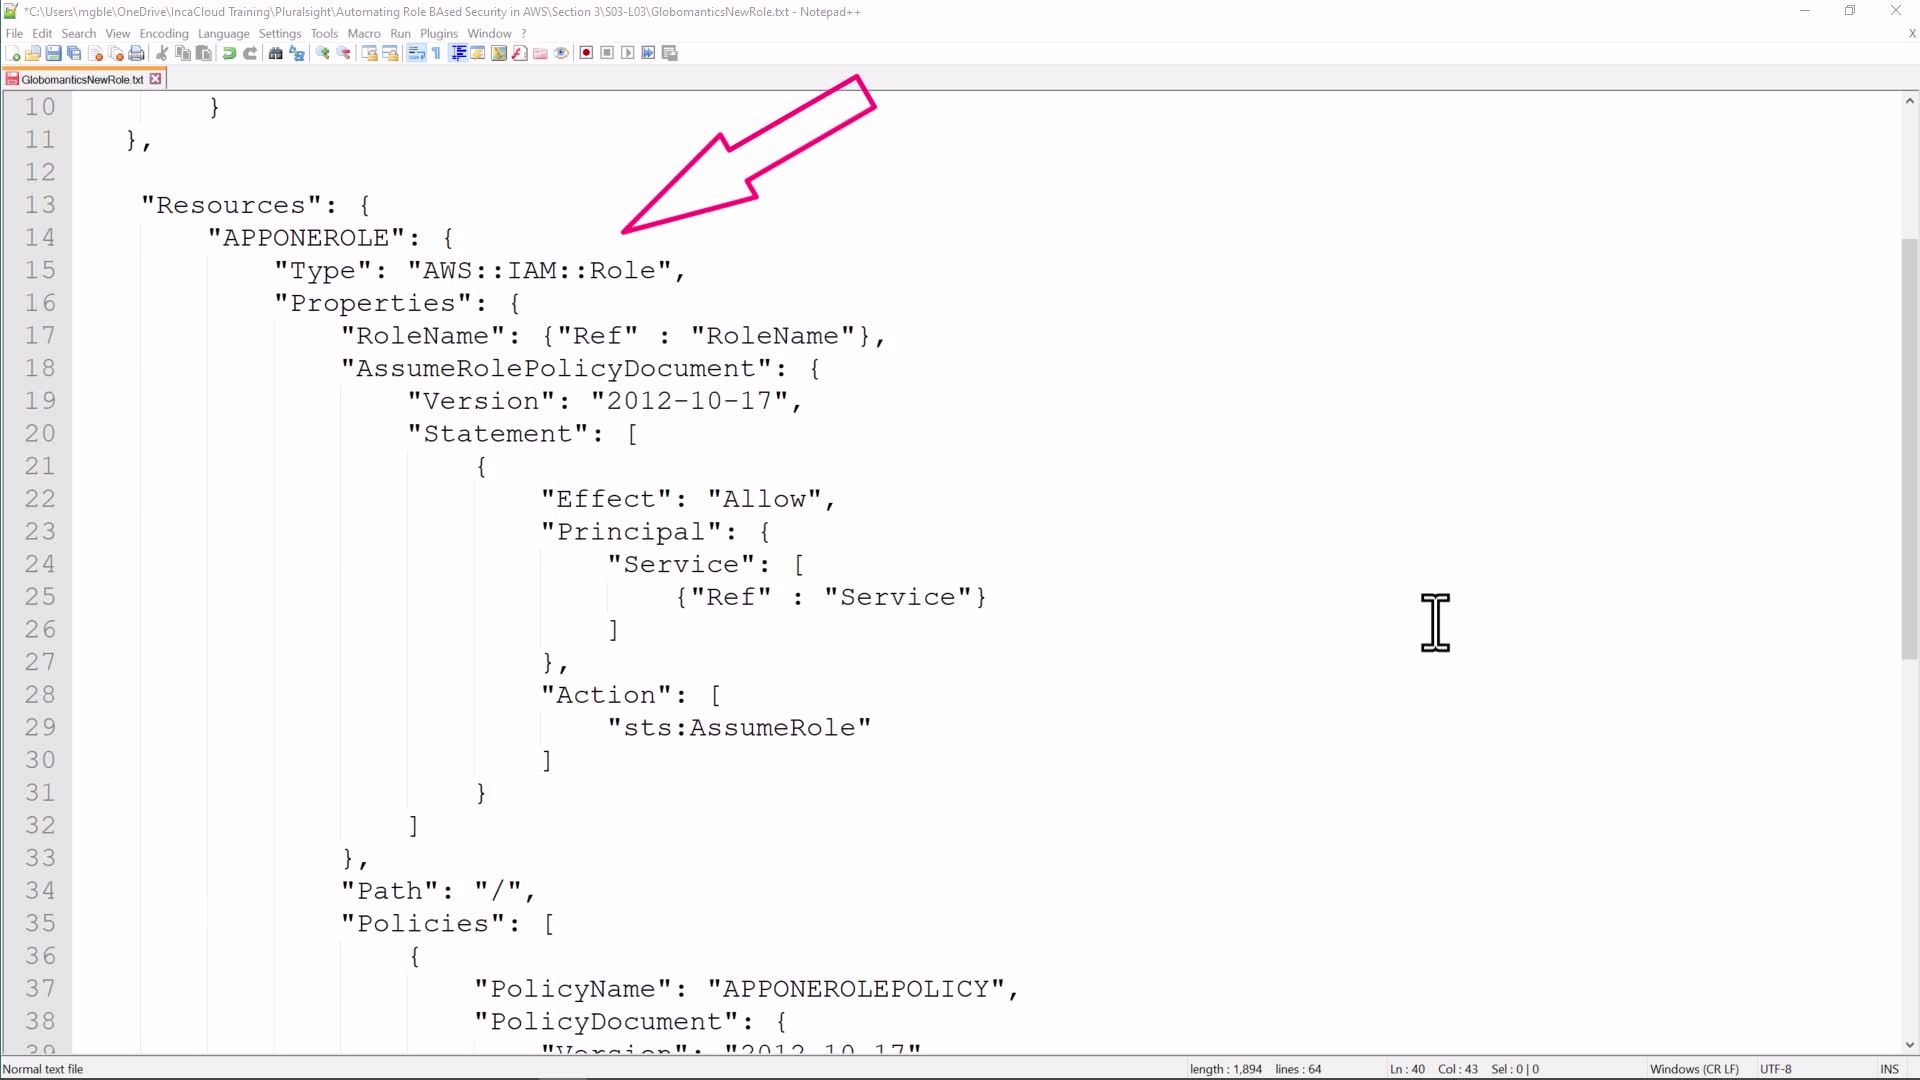 *C:\Users\mgble\OneDrive\IncaCloud Training\Pluralsight\Automating Role BAsed Security in AWS\Section 3\S03-L03\GlobomanticsNewRole.txt - Notepad++
File Edit Search View Encoding Language Settings Tools Macro Run Plugins Window ? X
GlobomanticsNewRole.txt
10 }
11 },
12
13 "Resources": {
14 "APPONEROLE": {
15 "Type": "AWS::IAM::Role",
16 "Properties": {
17 "RoleName": {"Ref" : "RoleName"},
18 "AssumeRolePolicyDocument": {
19 "Version": "2012-10-17",
20 "Statement": [
21 {
22 "Effect": "Allow",
23 "Principal": {
24 "Service": [
25 {"Ref" : "Service"}
26 ]
27 },
28 "Action": [
29 "sts:AssumeRole"
30 ]
31 }
32 ]
33 },
34 "Path": "/",
35 "Policies": [
36 {
37 "PolicyName": "APPONEROLEPOLICY",
38 "PolicyDocument": {
39 "Version": "2012-10-17"
Normal text file length : 1,894 lines : 64 Ln : 40 Col : 43 Sel : 0 | 0 Windows (CR LF) UTF-8 INS